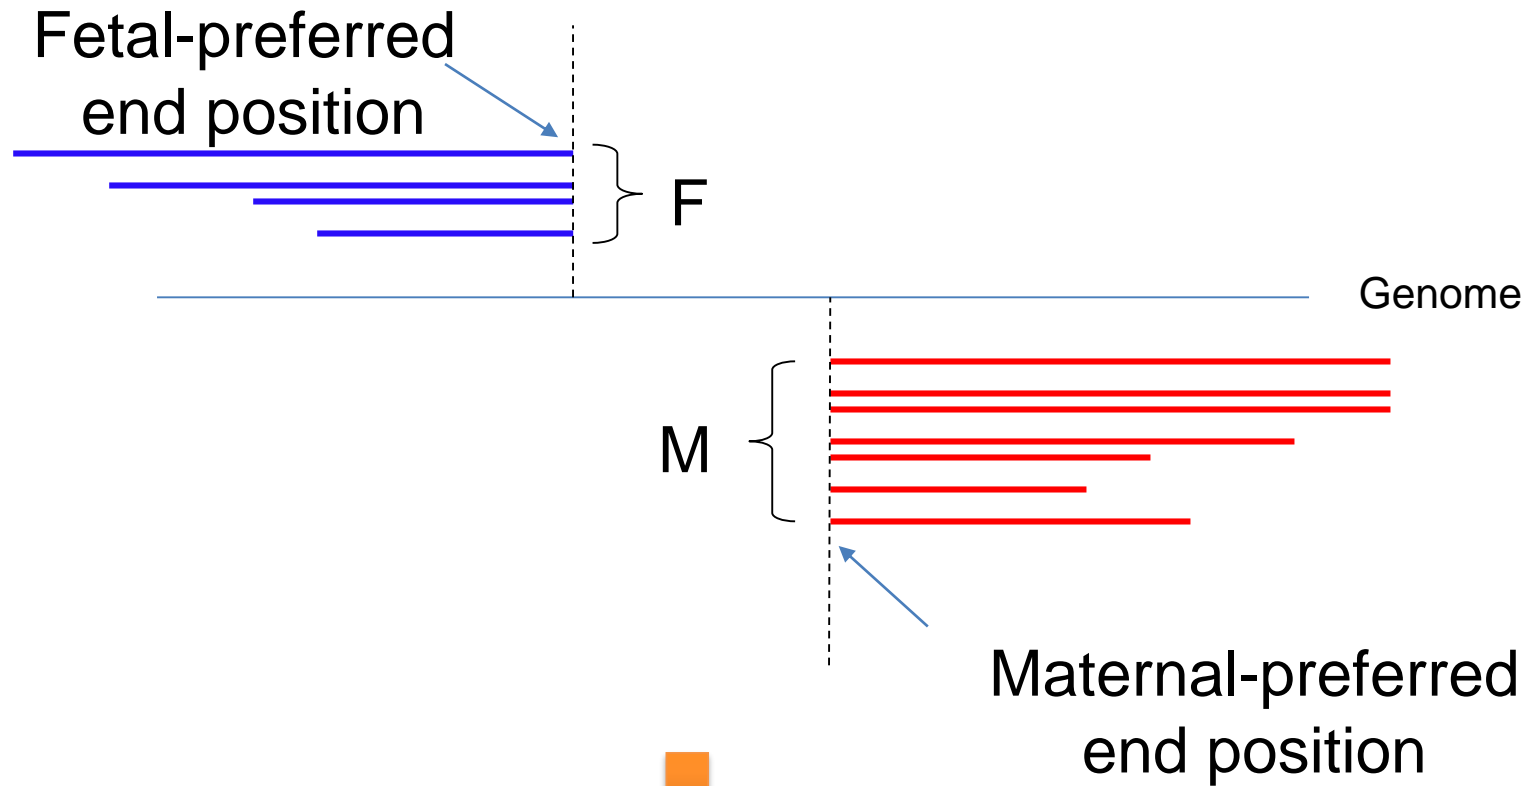 Fetal-preferred
end position
F
Genome
M
Maternal-preferred
end position